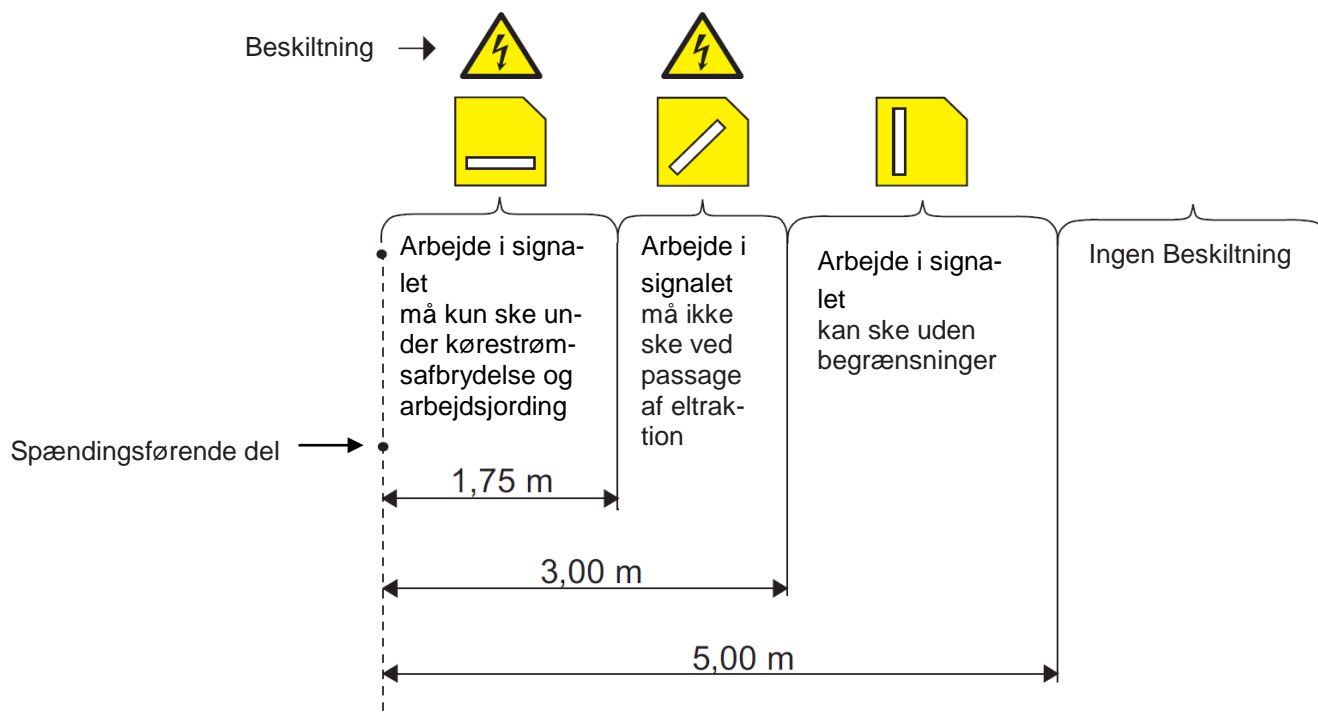 Beskiltning
Arbejde i signa-
let
må kun ske un-
der kørestrøm-
safbrydelse og
arbejdsjording
Arbejde i
signalet
må ikke
ske ved
passage
af eltrak-
tion
Arbejde i signa-
let
kan ske uden
begrænsninger
Ingen Beskiltning
Spændingsførende del
1,75 m
3,00 m
5,00 m